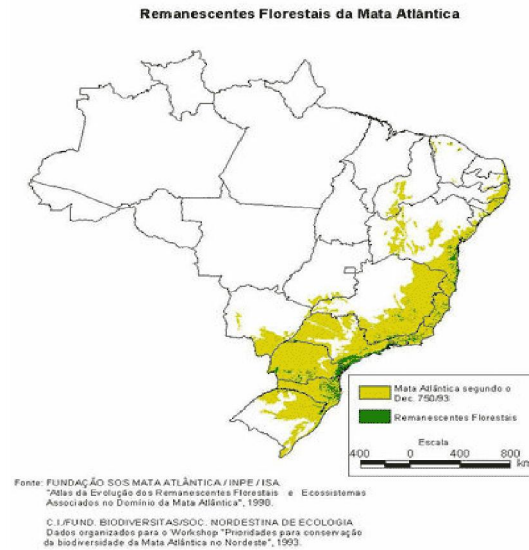 Remanescentes Florestais da Mata Atlântica
Mata Atlântica segundo o
Dec. 750/93
Remanescentes Florestais
Escala
400 0 400 800
km
Fonte: FUNDAÇÃO SOS MATA ATLÂNTICA / INPE / ISA.
"Atlas da Evolução dos Remanescentes Florestais e Ecossistemas
Associados no Domínio da Mata Atlântica", 1998.
C.I./FUND. BIODIVERSITAS/SOC. NORDESTINA DE ECOLOGIA
Dados organizados para o Workshop "Prioridades para conservação
da biodiversidade da Mata Atlântica no Nordeste", 1993.